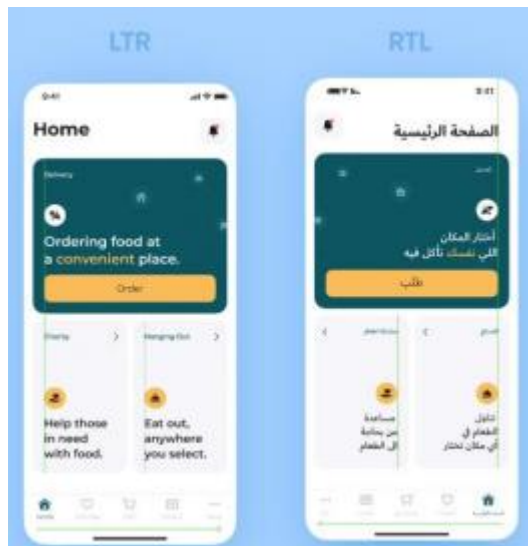 LTR
RTL
9:41
Home
Delivery
Ordering food at
a convenient place.
Order
Charity
Hanging Out
Help those
in need
with food.
Eat out,
anywhere
you select.
9:41
الصفحة الرئيسية
أختار المكان
اللي نفسك تأكل فيه
طلب
تناول
الطعام في
أي مكان تختار
مساعدة
من بحاجة
الى الطعام